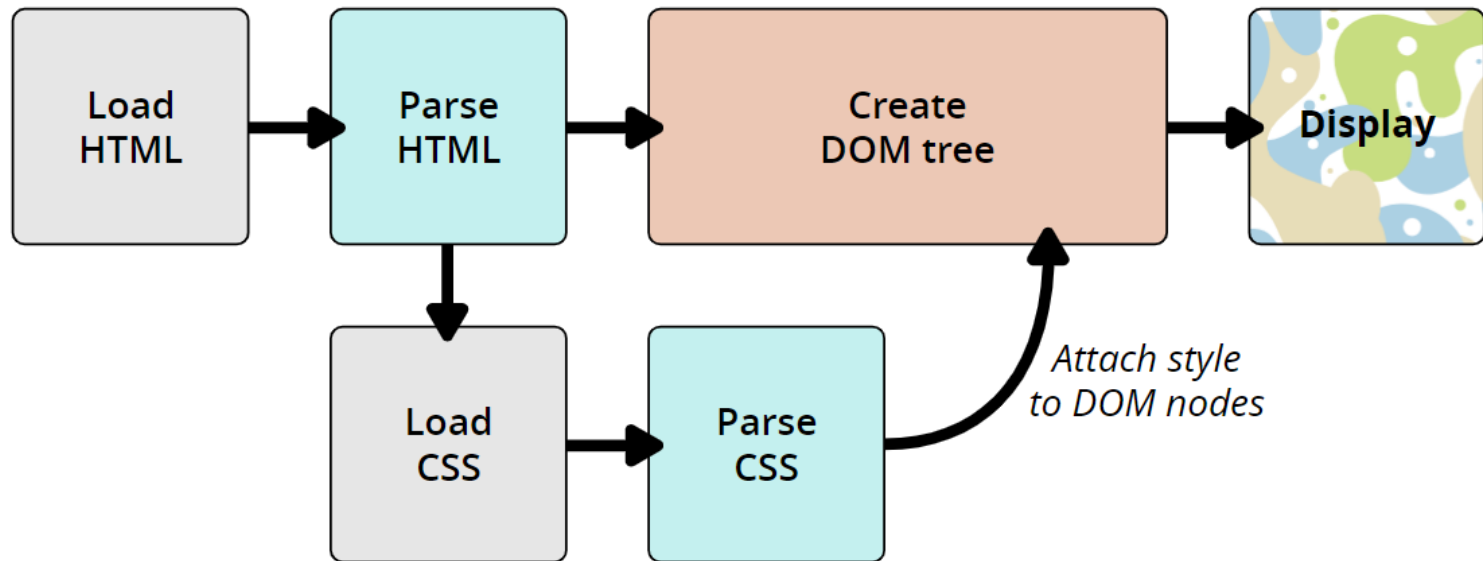 Load
HTML
Parse
HTML
Create
DOM tree
Display
Load
CSS
Parse
CSS
Attach style
to DOM nodes